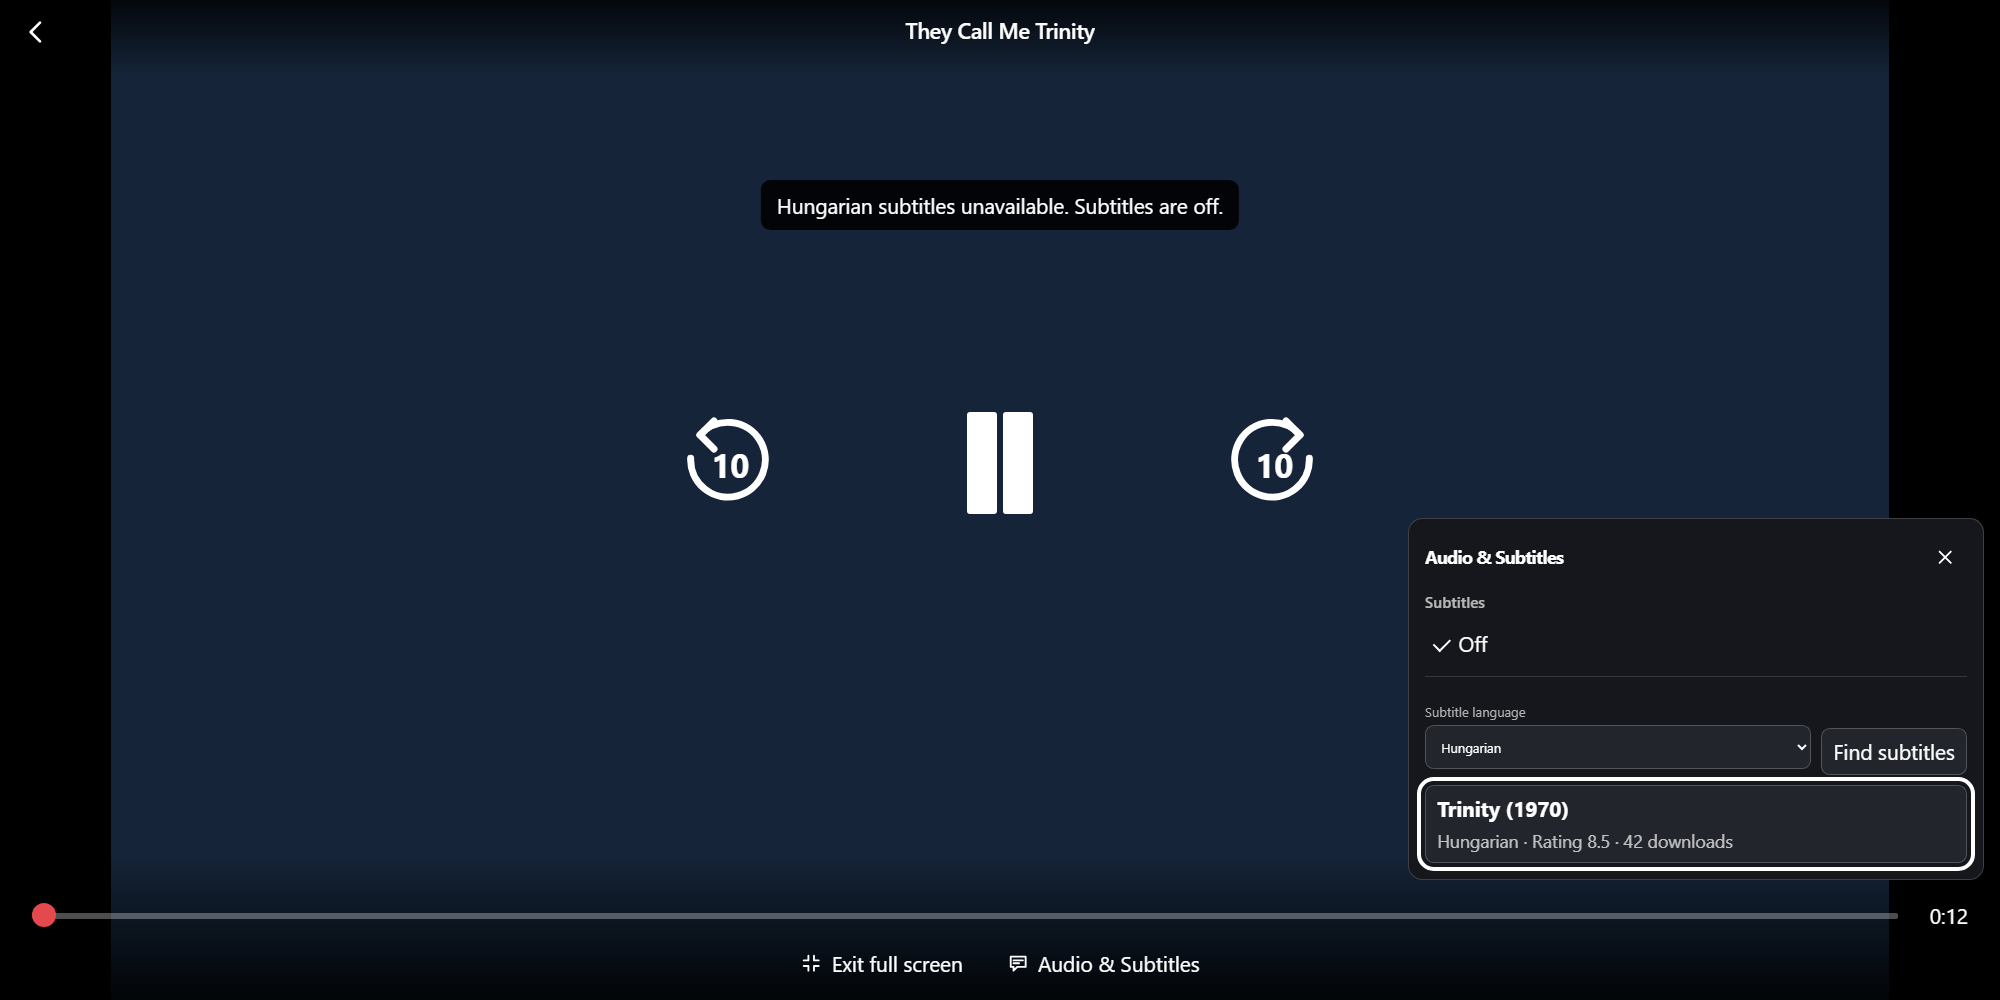 They Call Me Trinity
Hungarian subtitles unavailable. Subtitles are off.
10
10
Audio & Subtitles
Subtitles
Off
Subtitle language
Hungarian
Find subtitles
Trinity (1970)
Hungarian · Rating 8.5 · 42 downloads
0:12
Exit full screen
Audio & Subtitles